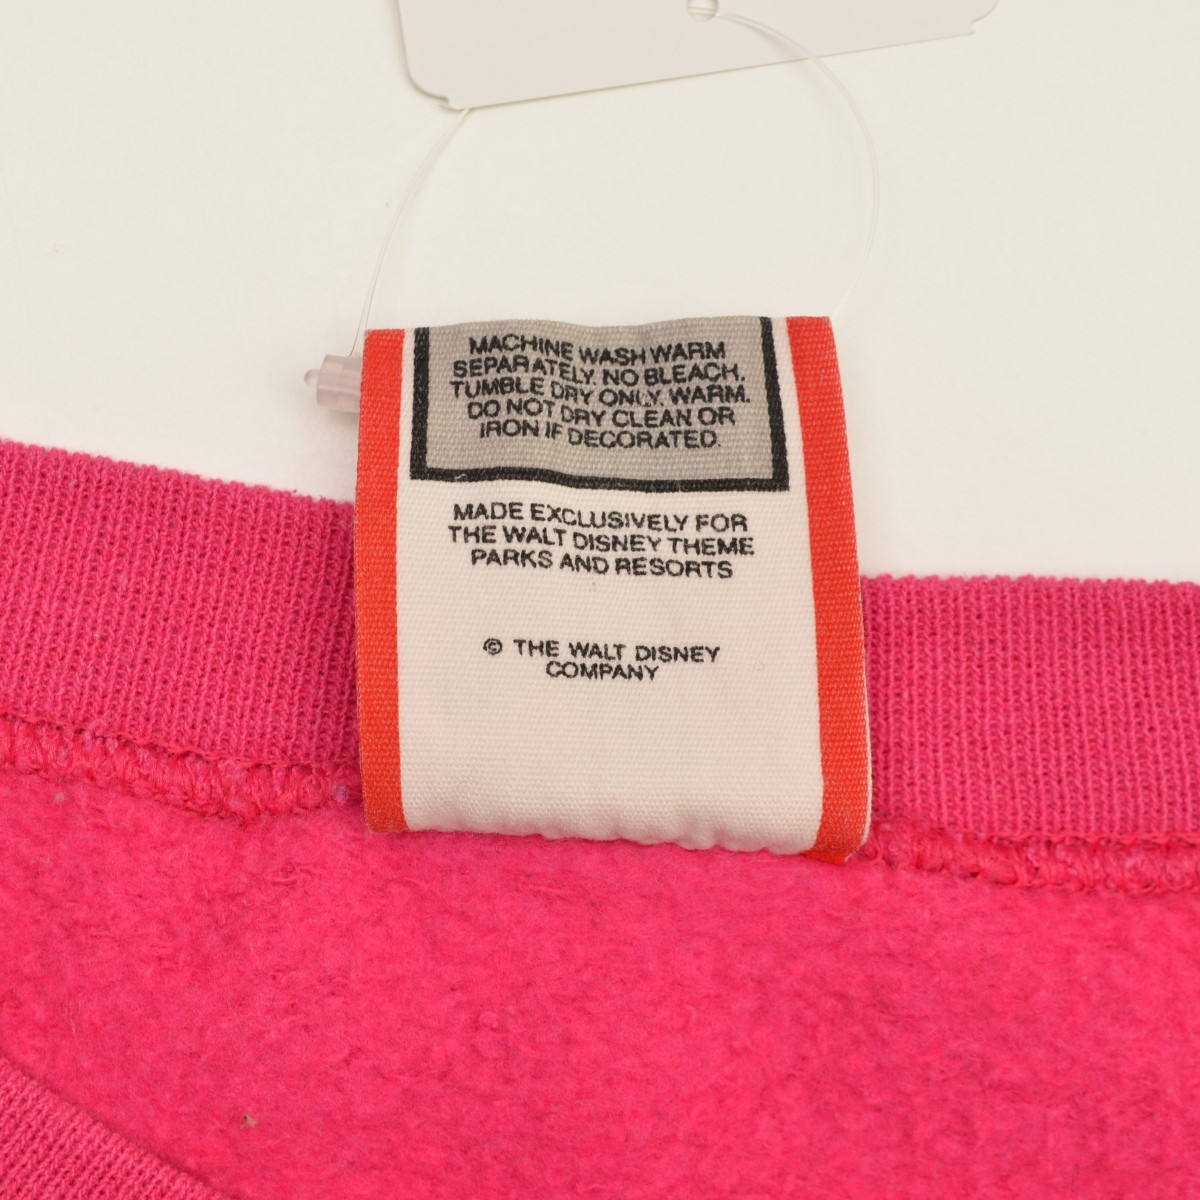 MACHINE WASH WARM
SEPARATELY. NO BLEACH.
TUMBLE DRY ONLY, WARM.
DO NOT DRY CLEAN OR
IRON IF DECORATED.
MADE EXCLUSIVELY FOR
THE WALT DISNEY THEME
PARKS AND RESORTS
© THE WALT DISNEY
COMPANY